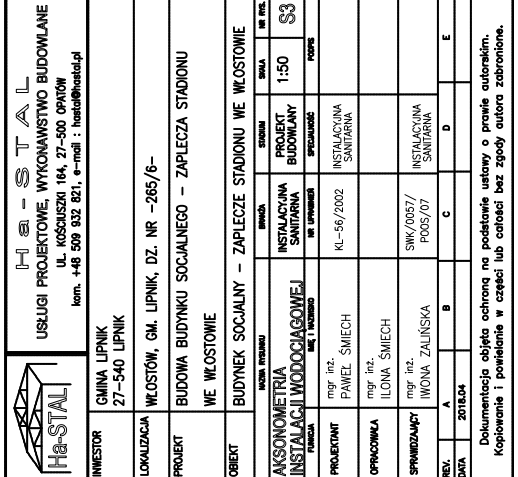 Ha-STAL
Ha-STAL
USŁUGI PROJEKTOWE, WYKONAWSTWO BUDOWLANE
UL. KOŚCIUSZKI 164, 27-500 OPATÓW
kom. +48 509 932 821, e-mail : hastal@hastal.pl
INWESTOR
GMINA LIPNIK
27-540 LIPNIK
LOKALIZACJA
WŁOSTÓW, GM. LIPNIK, DZ. NR -265/6-
PROJEKT
BUDOWA BUDYNKU SOCJALNEGO - ZAPLECZA STADIONU
WE WŁOSTOWIE
OBIEKT
BUDYNEK SOCJALNY - ZAPLECZE STADIONU WE WŁOSTOWIE
NAZWA RYSUNKU BRANŻA STADIUM SKALA NR RYS.
AKSONOMETRIA
INSTALACJI WODOCIĄGOWEJ
INSTALACYJNA
SANITARNA
PROJEKT
BUDOWLANY
1:50
S3
FUNKCJA IMIĘ I NAZWISKO NR UPRAWNIEŃ SPECJALNOŚĆ PODPIS
PROJEKTANT
mgr inż.
PAWEŁ ŚMIECH
KL-56/2002
INSTALACYJNA
SANITARNA
OPRACOWAŁA
mgr inż.
ILONA ŚMIECH
SPRAWDZAJĄCY
mgr inż.
IWONA ZALIŃSKA
SWK/0057/
POOS/07
INSTALACYJNA
SANITARNA
REV. A B C D E
DATA 2018.04
Dokumentacja objęta ochroną na podstawie ustawy o prawie autorskim.
Kopiowanie i powielanie w części lub całości bez zgody autora zabronione.